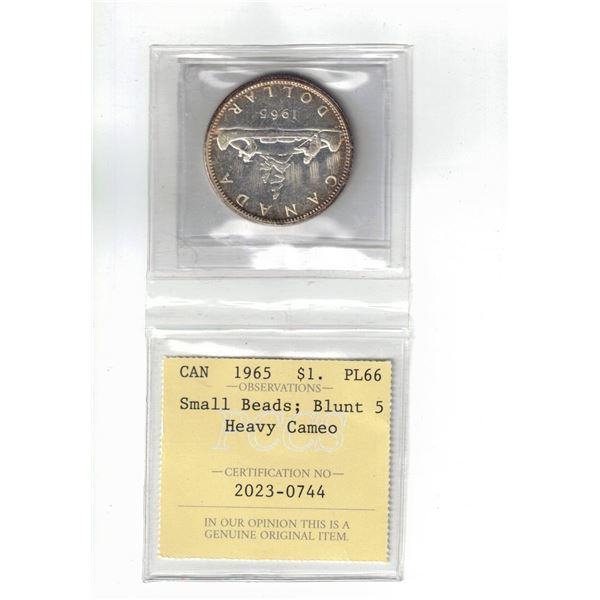 DOLLAR
1965
CANADA
CAN 1965 $1. PL66
OBSERVATIONS
Small Beads; Blunt 5
Heavy Cameo
CERTIFICATION NO
2023-0744
IN OUR OPINION THIS IS A
GENUINE ORIGINAL ITEM.